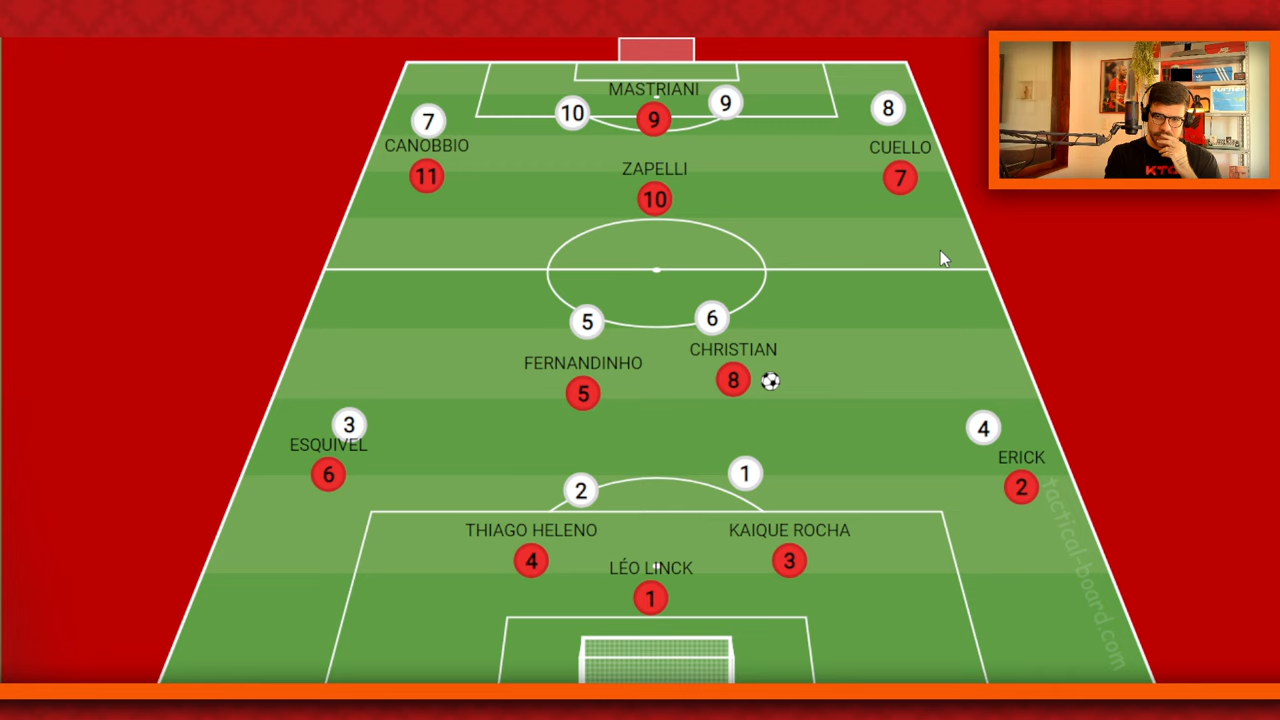 MASTRIANI
9
10
9
8
7
CANOBBIO
11
CUELLO
7
ZAPELLI
10
5
6
CHRISTIAN
8
FERNANDINHO
5
3
ESQUIVEL
6
4
ERICK
2
1
2
THIAGO HELENO
4
KAIQUE ROCHA
3
LÉO LINCK
1
tactical-board.com
KTO